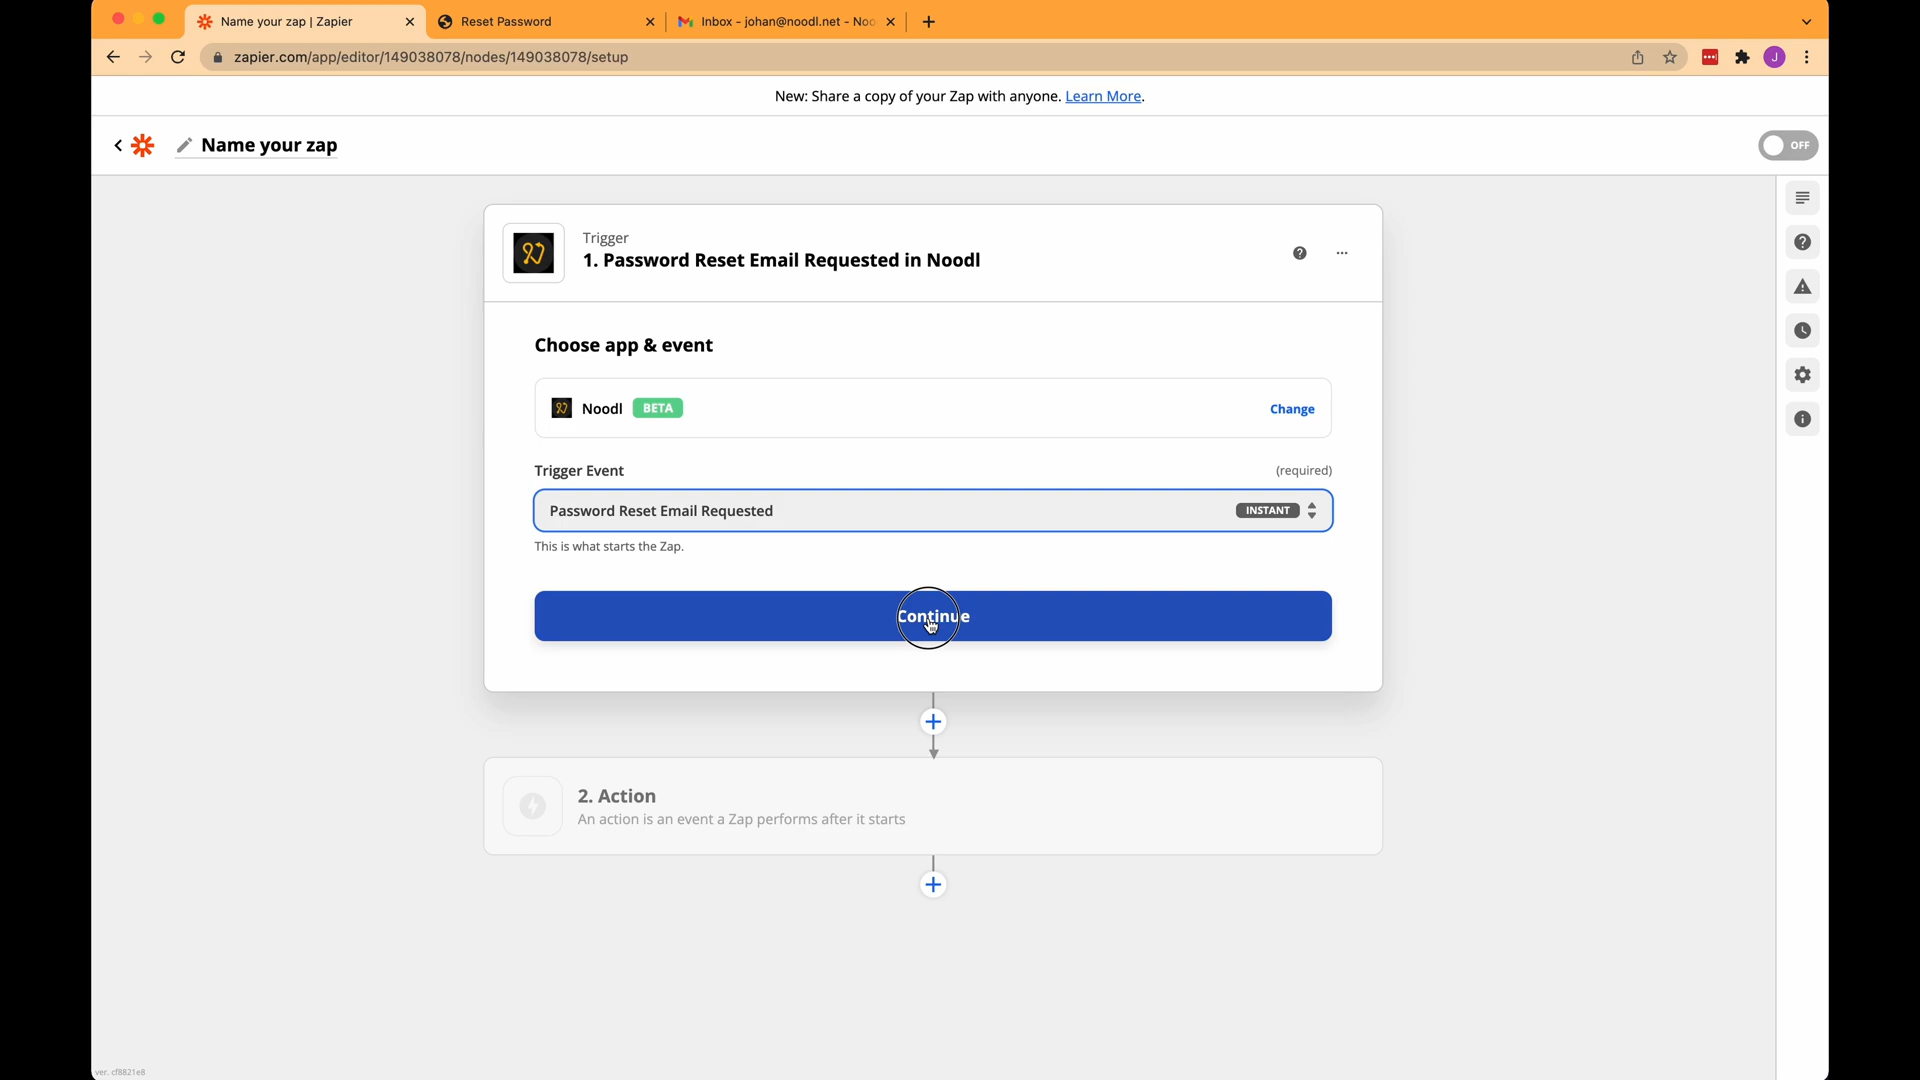 Name your zap | Zapier
Reset Password
Inbox - johan@noodl.net - Noo
zapier.com/app/editor/149038078/nodes/149038078/setup
J
New: Share a copy of your Zap with anyone. Learn More.
Name your zap
OFF
Trigger
1. Password Reset Email Requested in Noodl
Choose app & event
Noodl BETA
Change
Trigger Event
(required)
Password Reset Email Requested
INSTANT
This is what starts the Zap.
Continue
2. Action
An action is an event a Zap performs after it starts
ver. cf8821e8